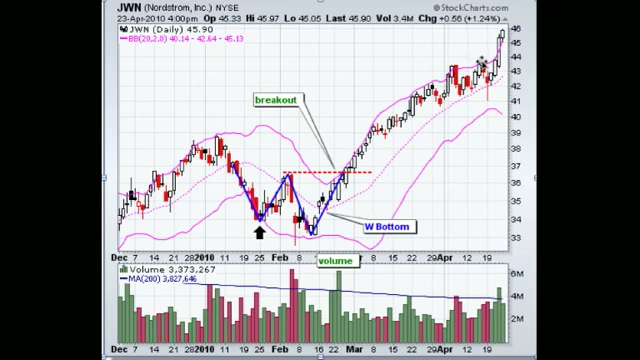 JWN (Nordstrom, Inc.) NYSE
© StockCharts.com
23-Apr-2010 4:00pm Op 45.33 Hi 45.97 Lo 45.05 Last 45.90 Vol 3.4M Chg +0.56 (+1.24%)
JWN (Daily) 45.90
BB(20,2.0) 40.14 - 42.64 - 45.13
46
45
44
43
42
41
40
39
38
37
36
35
34
33
breakout
W Bottom
Dec 7 14 21 28 2010 11 19 25 Feb 8 16 22 Mar 8 15 22 Apr 12 19
volume
Volume 3,373,267
MA(200) 3,827,646
6M
4M
2M
Dec 7 14 21 28 2010 11 19 25 Feb 8 16 22 Mar 8 15 22 Apr 12 19